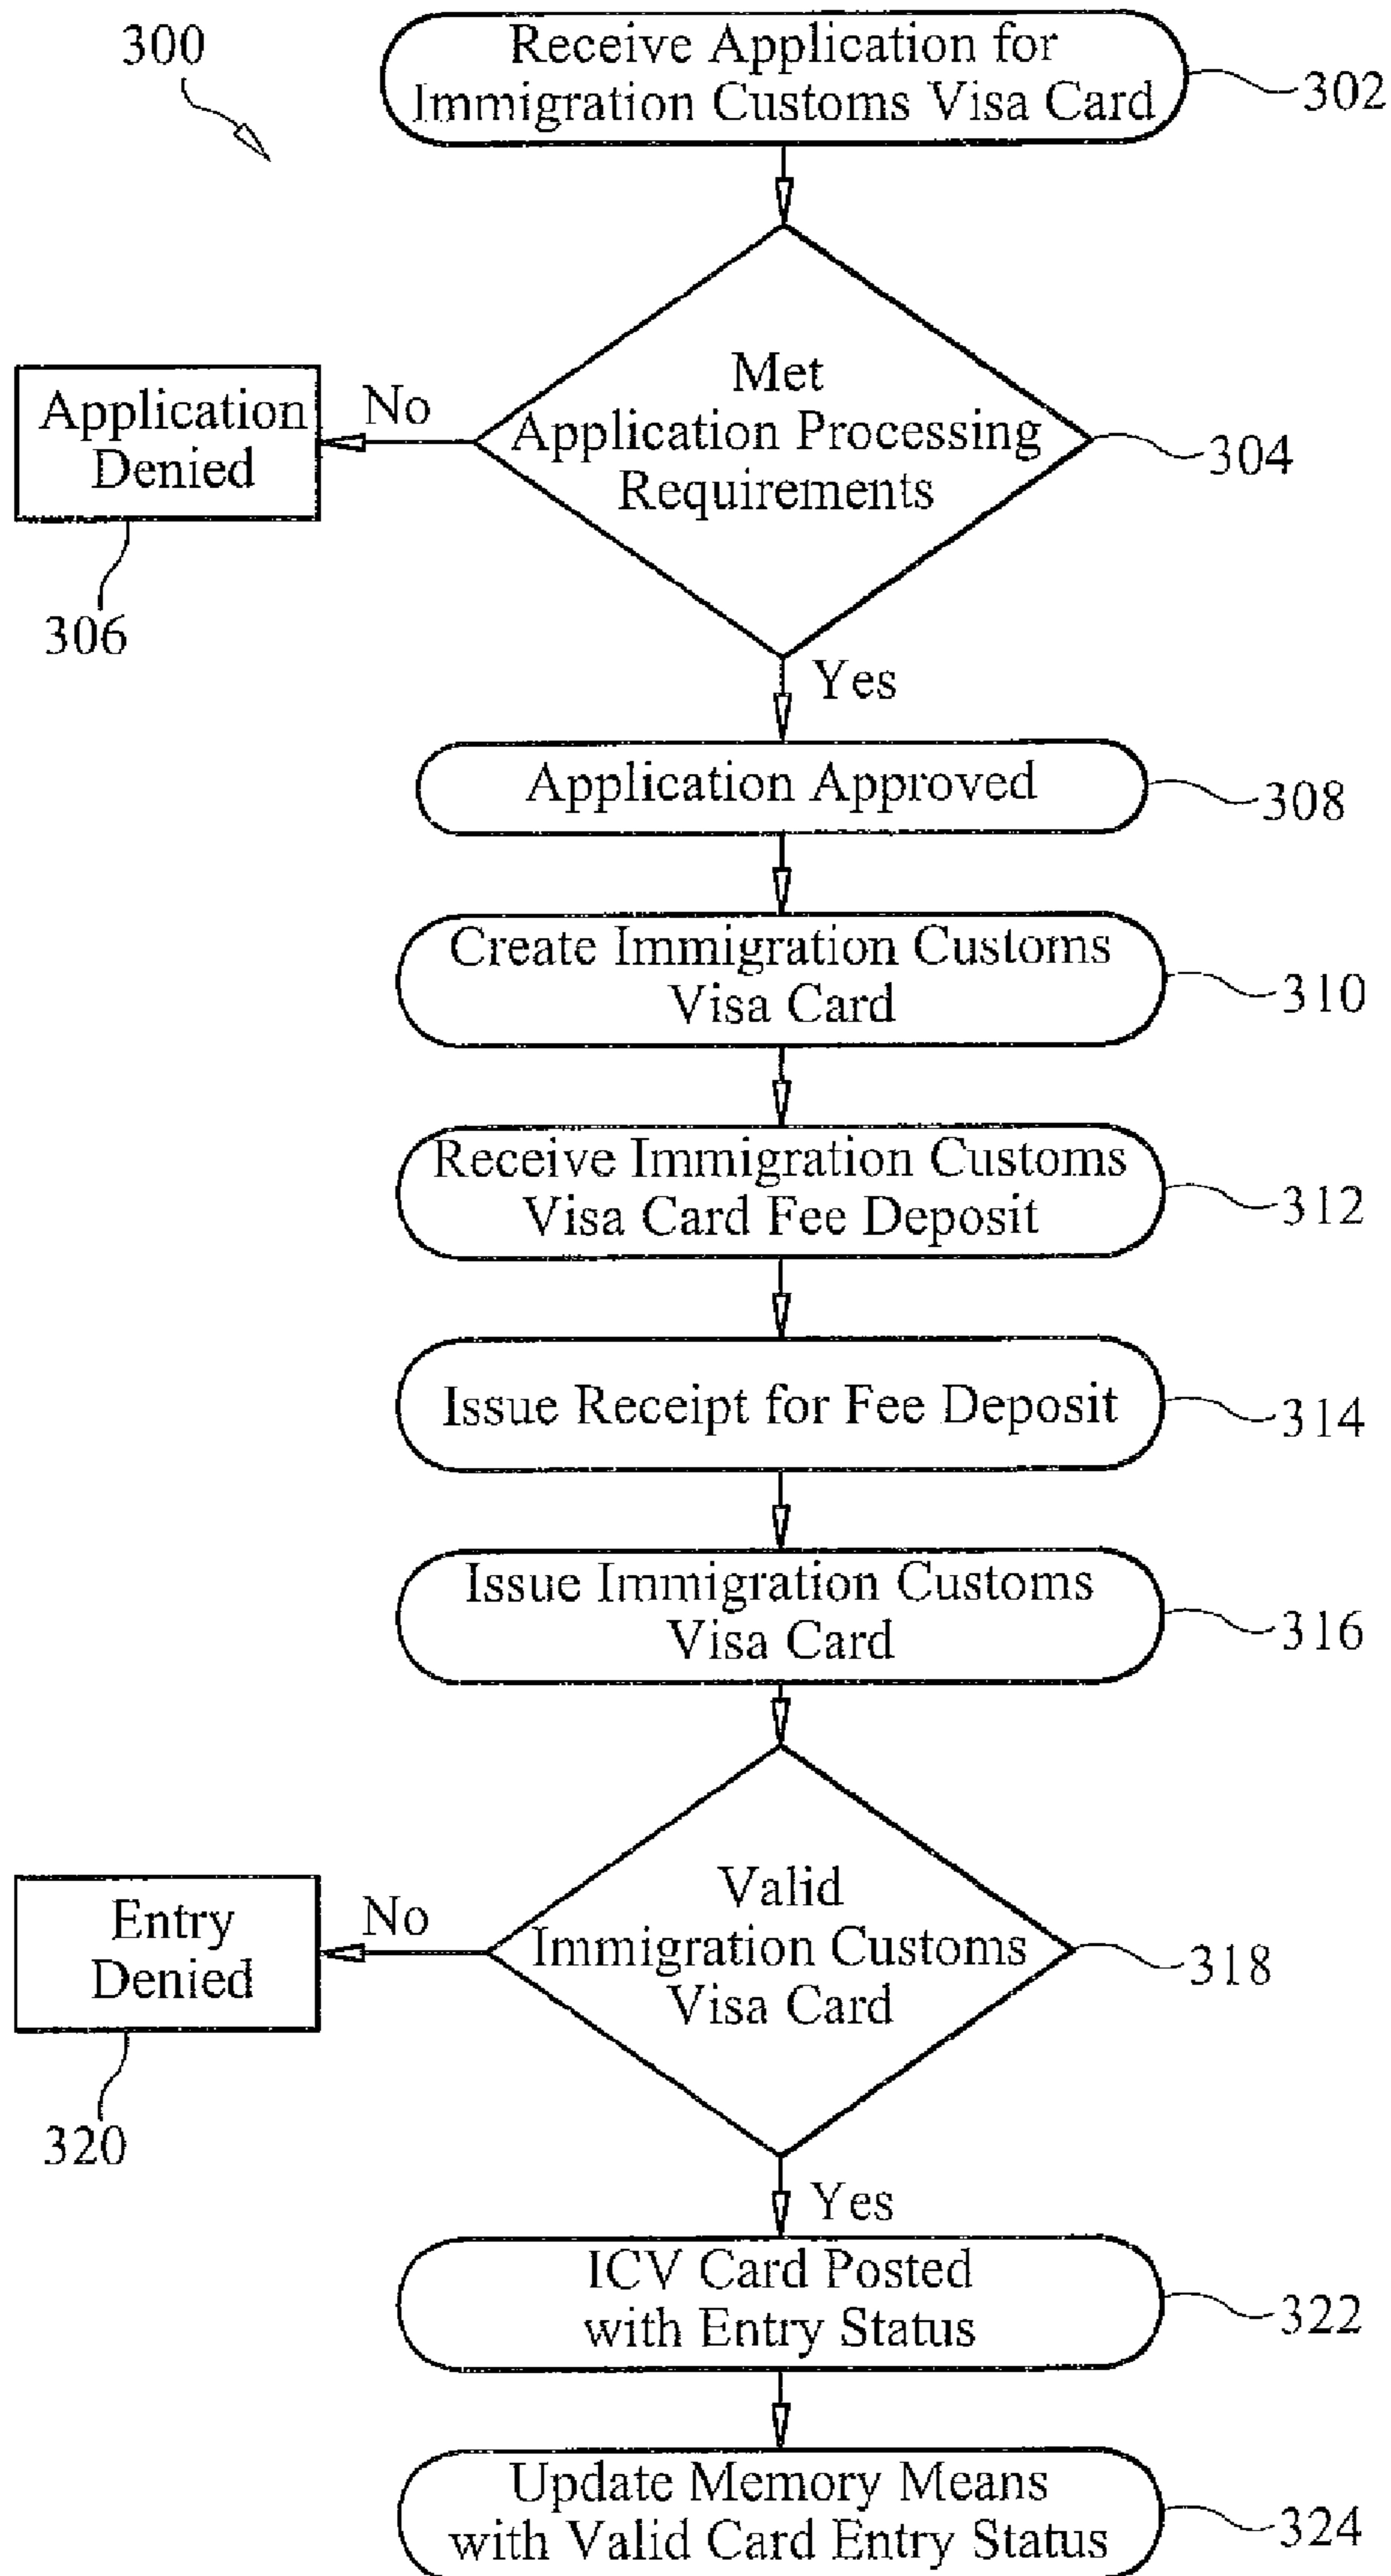 300
Receive Application for
Immigration Customs Visa Card
302
Met
Application Processing
Requirements
304
No
Application
Denied
306
Yes
Application Approved
308
Create Immigration Customs
Visa Card
310
Receive Immigration Customs
Visa Card Fee Deposit
312
Issue Receipt for Fee Deposit
314
Issue Immigration Customs
Visa Card
316
Valid
Immigration Customs
Visa Card
318
No
Entry
Denied
320
Yes
ICV Card Posted
with Entry Status
322
Update Memory Means
with Valid Card Entry Status
324